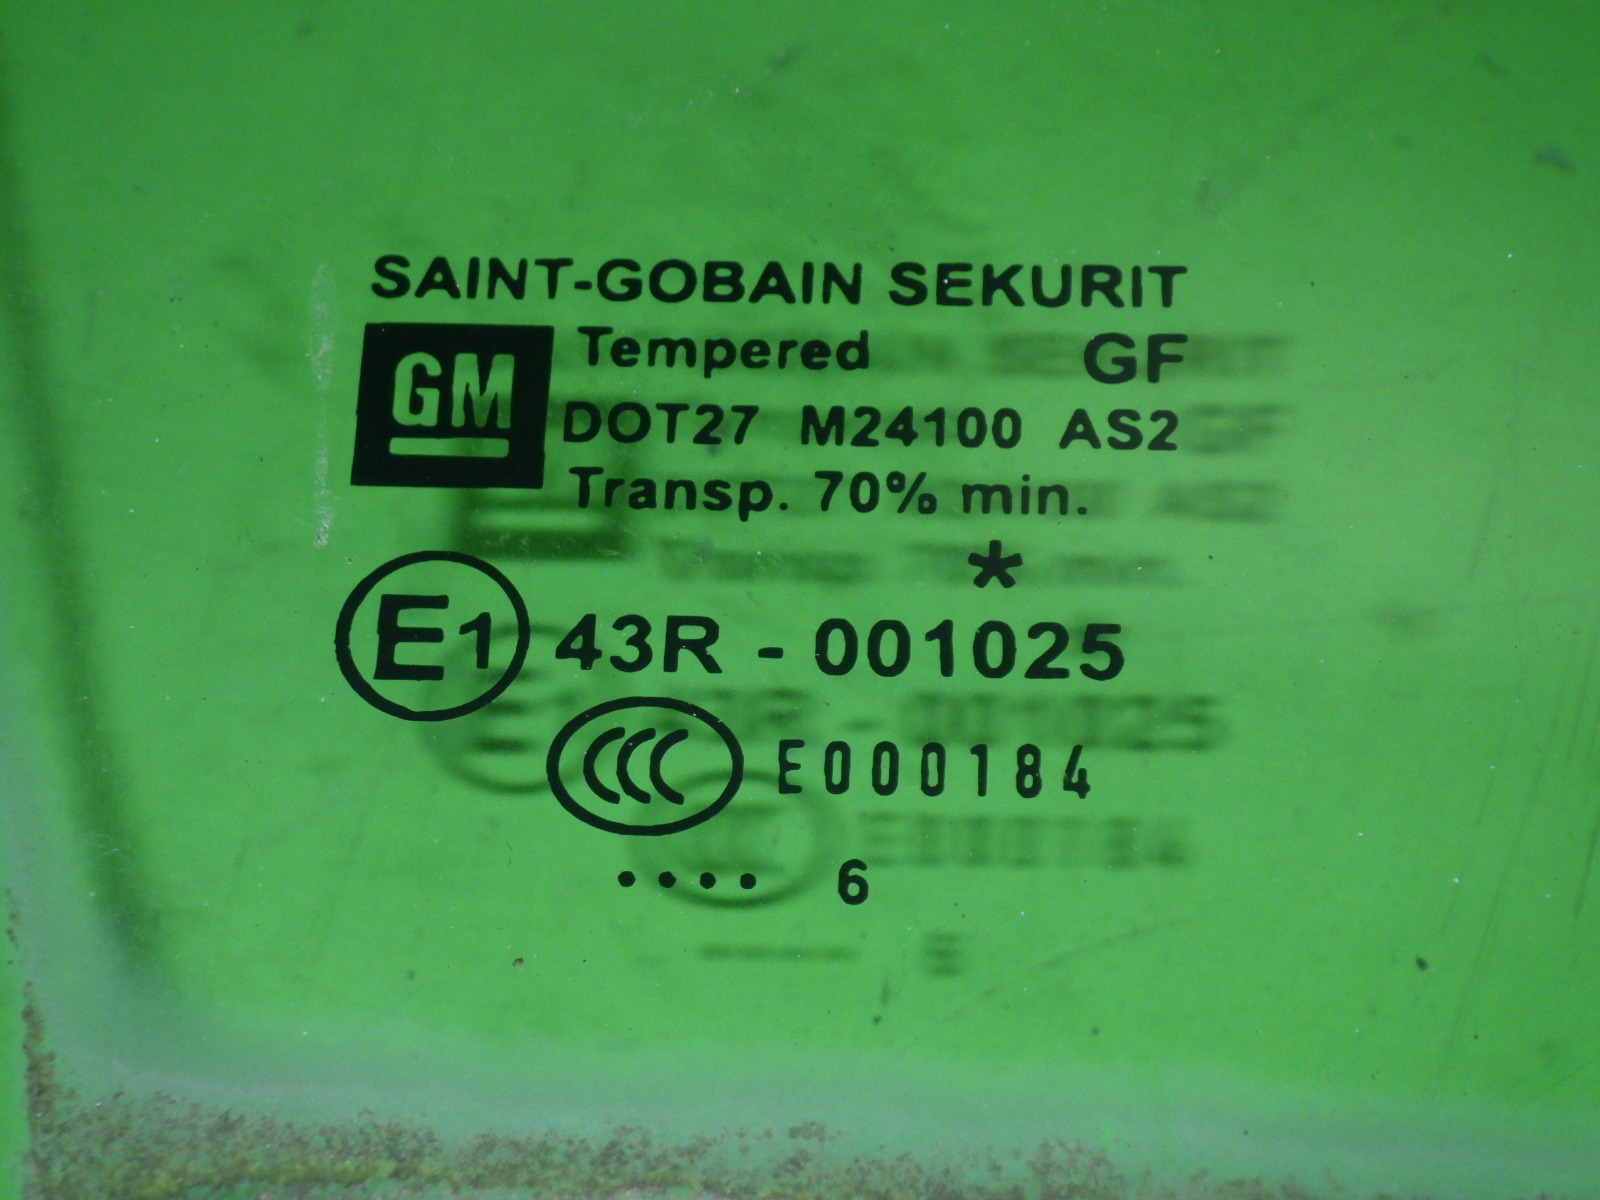 SAINT-GOBAIN SEKURIT
GM
Tempered GF
DOT27 M24100 AS2
Transp. 70% min.
*
E1 43R - 001025
CCC E000184
.... 6